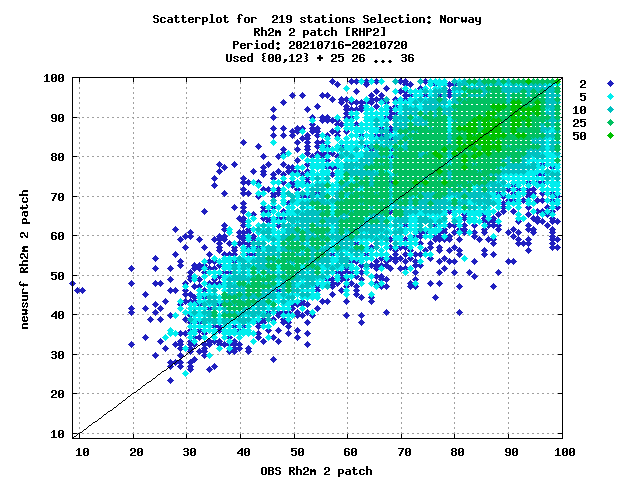 Scatterplot for  219 stations Selection: Norway
Rh2m 2 patch [RHP2]
Period: 20210716-20210720
Used {00,12} + 25 26 ... 36
2
5
10
25
50
100
90
80
70
60
50
40
30
20
10
newsurf Rh2m 2 patch
10 20 30 40 50 60 70 80 90 100
OBS Rh2m 2 patch